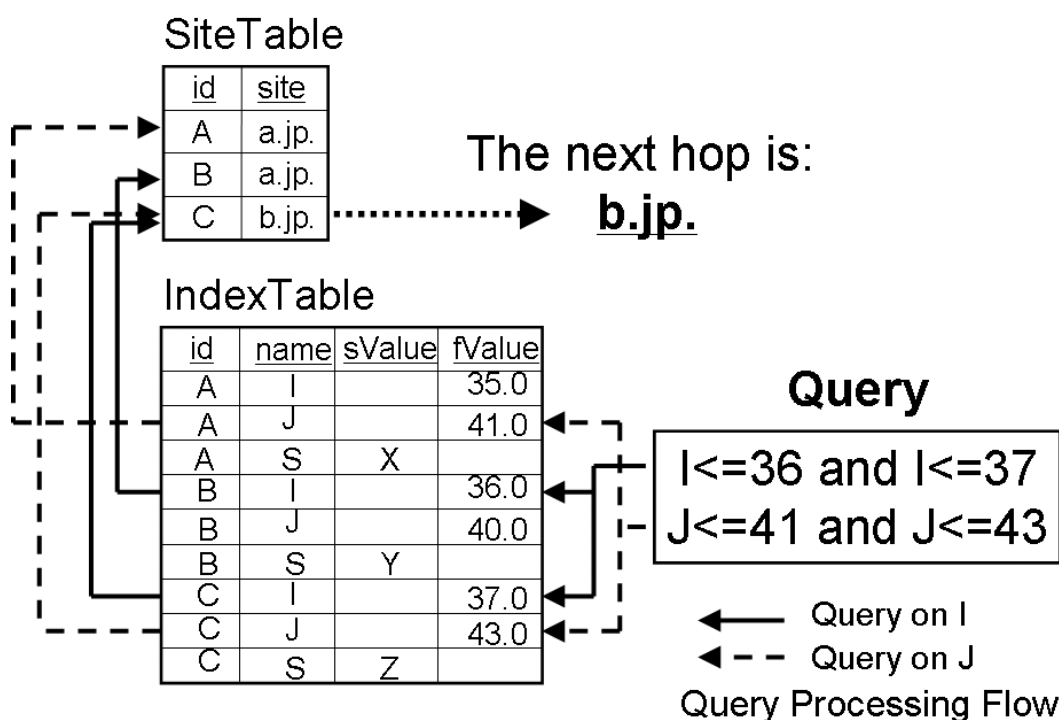 SiteTable
id site
A a.jp.
B a.jp.
C b.jp.
The next hop is:
b.jp.
IndexTable
id name sValue fValue
A I 35.0
A J 41.0
A S X
B I 36.0
B J 40.0
B S Y
C I 37.0
C J 43.0
C S Z
Query
I<=36 and I<=37
J<=41 and J<=43
Query on I
Query on J
Query Processing Flow